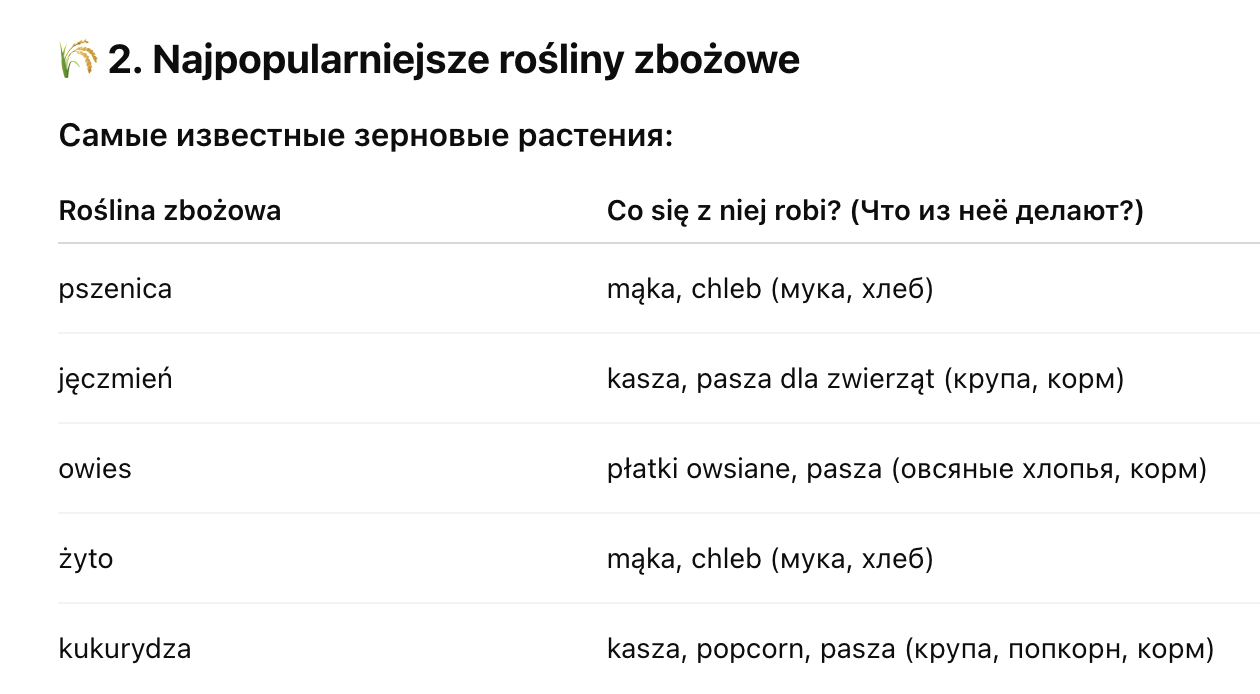 🌾 2. Najpopularniejsze rośliny zbożowe
Самые известные зерновые растения:
Roślina zbożowa Co się z niej robi? (Что из неё делают?)
pszenica mąka, chleb (мука, хлеб)
jęczmień kasza, pasza dla zwierząt (крупа, корм)
owies płatki owsiane, pasza (овсяные хлопья, корм)
żyto mąka, chleb (мука, хлеб)
kukurydza kasza, popcorn, pasza (крупа, попкорн, корм)